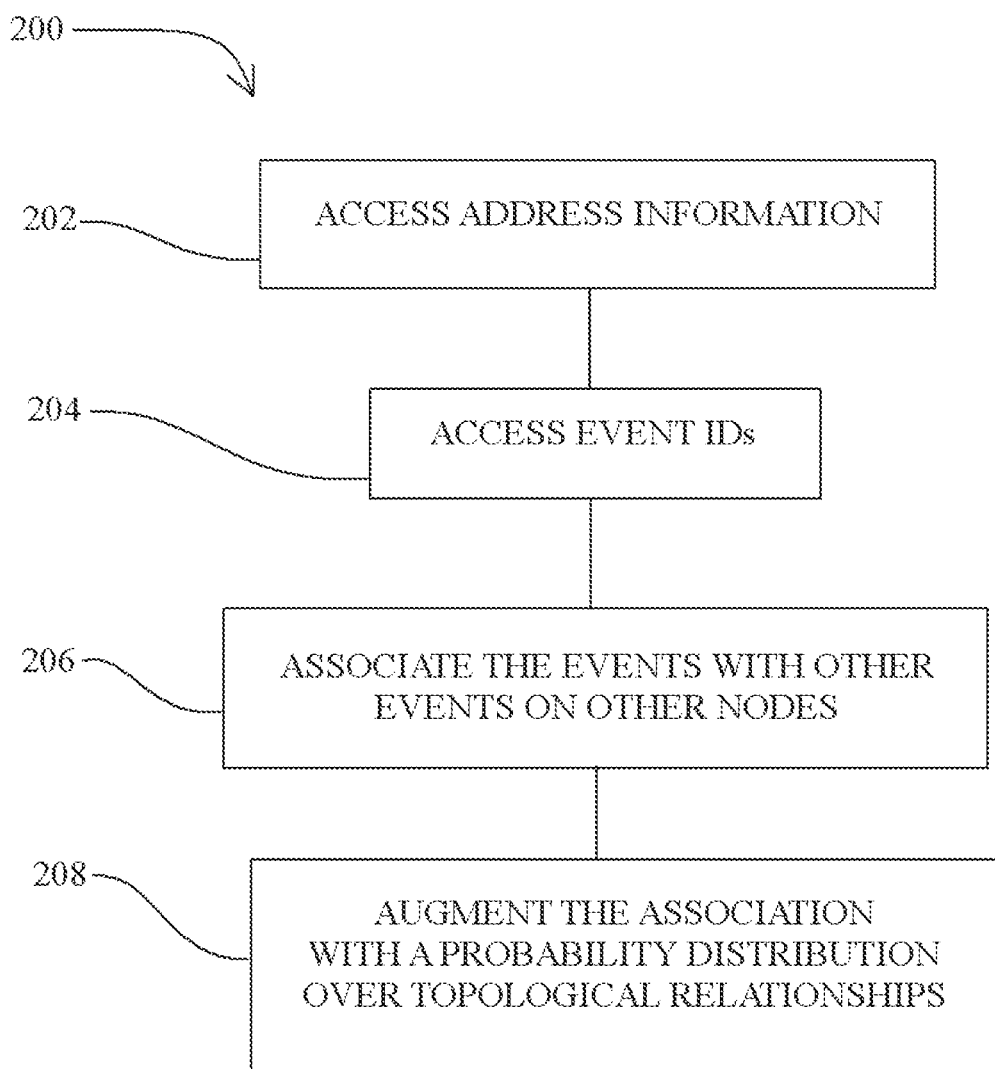 200
202
ACCESS ADDRESS INFORMATION
204
ACCESS EVENT IDs
206
ASSOCIATE THE EVENTS WITH OTHER
EVENTS ON OTHER NODES
208
AUGMENT THE ASSOCIATION
WITH A PROBABILITY DISTRIBUTION
OVER TOPOLOGICAL RELATIONSHIPS